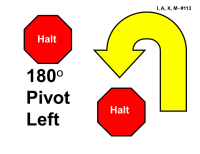 I, A, X, M- #113
Halt
180°
Pivot
Left
Halt